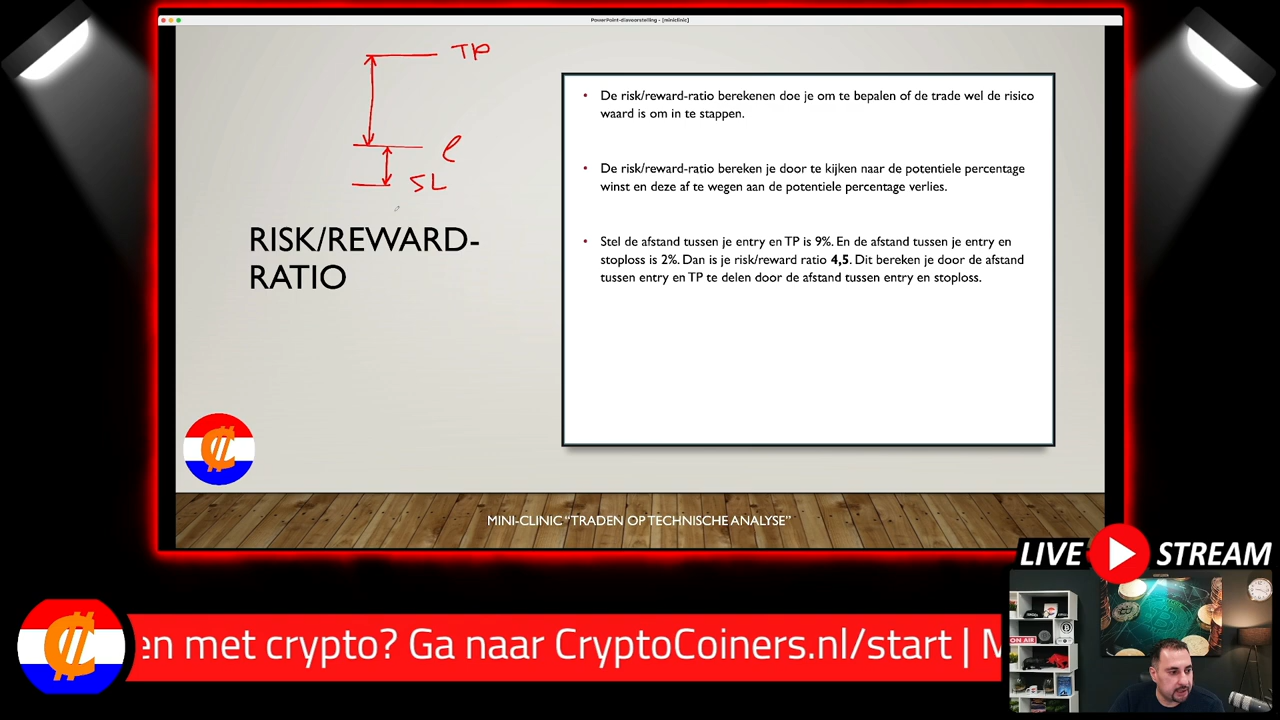 PowerPoint-diavoorstelling - [miniclinic]
TP
e
SL
RISK/REWARD-
RATIO
• De risk/reward-ratio berekenen doe je om te bepalen of de trade wel de risico
waard is om in te stappen.
• De risk/reward-ratio bereken je door te kijken naar de potentiele percentage
winst en deze af te wegen aan de potentiele percentage verlies.
• Stel de afstand tussen je entry en TP is 9%. En de afstand tussen je entry en
stoploss is 2%. Dan is je risk/reward ratio 4,5. Dit bereken je door de afstand
tussen entry en TP te delen door de afstand tussen entry en stoploss.
MINI-CLINIC “TRADEN OP TECHNISCHE ANALYSE”
LIVE STREAM
ON AIR
en met crypto? Ga naar CryptoCoiners.nl/start | M